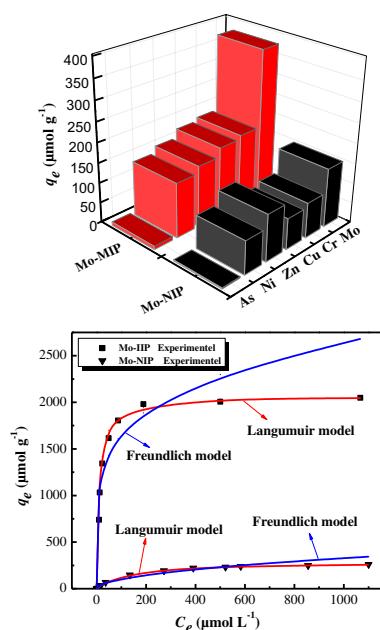 400
350
300
250
200
150
100
50
0
q_e (μmol g⁻¹)
Mo-MIP
Mo-NIP
As
Ni
Zn
Cu
Cr
Mo
Mo-IIP Experimentel
Mo-NIP Experimentel
2500
2000
1500
1000
500
0
q_e (μmol g⁻¹)
Langumuir model
Freundlich model
Langumuir model
Freundlich model
0 200 400 600 800 1000
C_e (μmol L⁻¹)